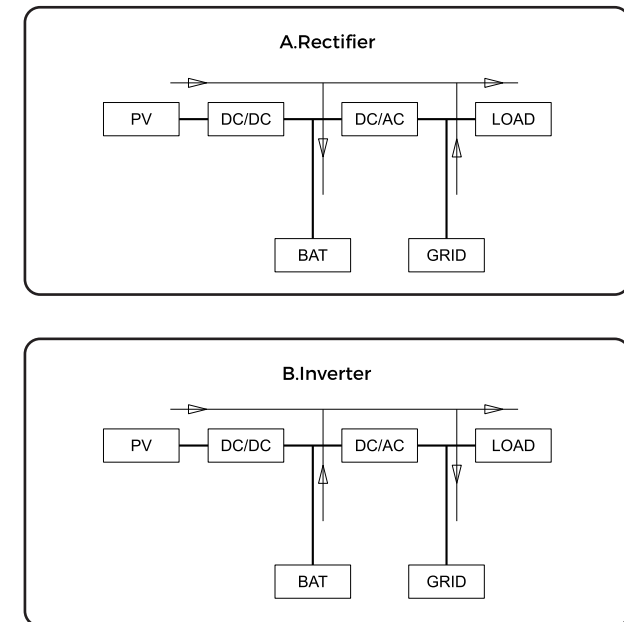 A.Rectifier
PV DC/DC DC/AC LOAD
BAT GRID
B.Inverter
PV DC/DC DC/AC LOAD
BAT GRID